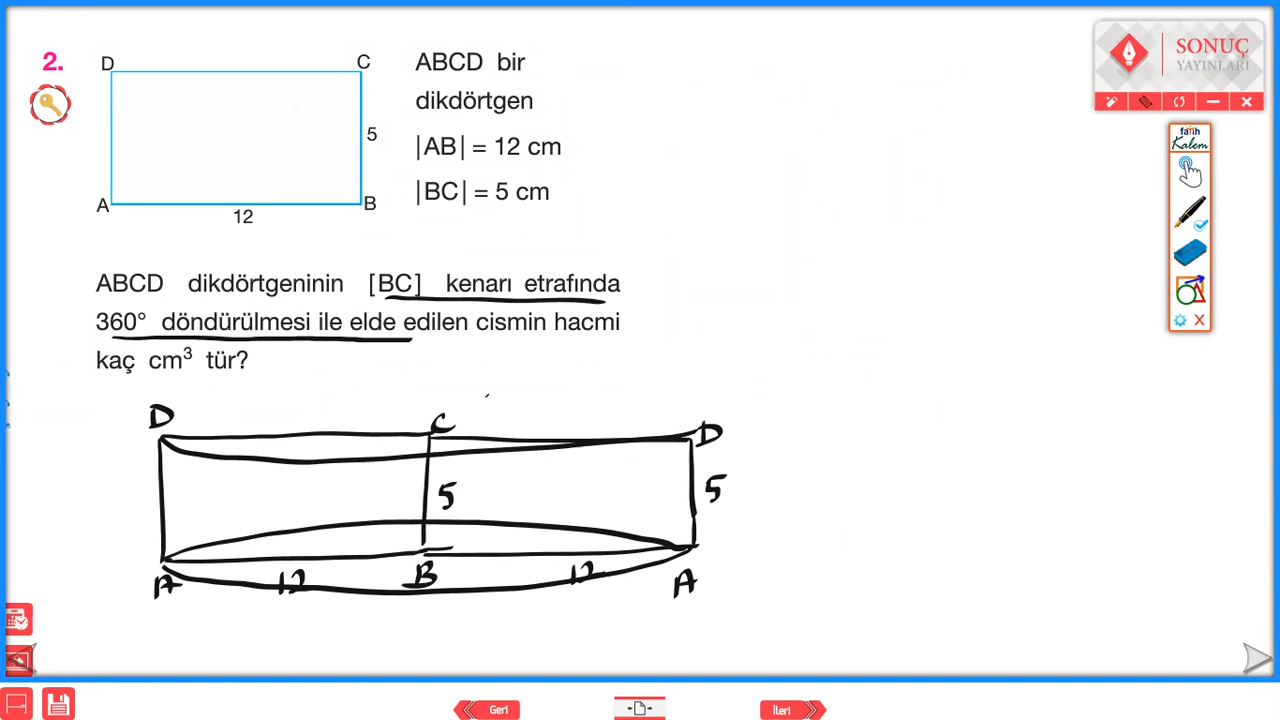 2.
D
C
ABCD bir
dikdörtgen
5
|AB| = 12 cm
|BC| = 5 cm
A
B
12
ABCD dikdörtgeninin [BC] kenarı etrafında
360° döndürülmesi ile elde edilen cismin hacmi
kaç cm³ tür?
D
C
D
5
5
A
12
B
12
A
SONUÇ
YAYINLARI
fatih
Kalem
Geri
İleri